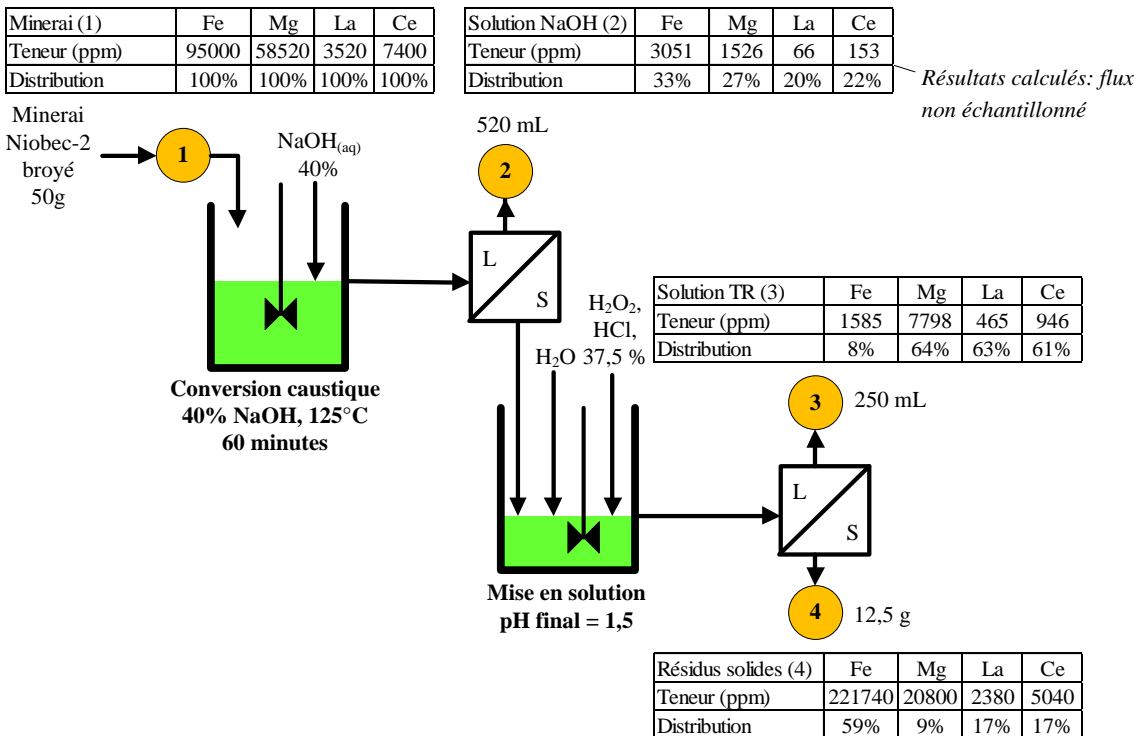 Minerai (1) Fe Mg La Ce
Teneur (ppm) 95000 58520 3520 7400
Distribution 100% 100% 100% 100%
Solution NaOH (2) Fe Mg La Ce
Teneur (ppm) 3051 1526 66 153
Distribution 33% 27% 20% 22%
Résultats calculés: flux
non échantillonné
Minerai
Niobec-2
broyé
50g
1
NaOH(aq)
40%
520 mL
2
L
S
Conversion caustique
40% NaOH, 125°C
60 minutes
H2O
H2O2,
HCl,
37,5 %
Solution TR (3) Fe Mg La Ce
Teneur (ppm) 1585 7798 465 946
Distribution 8% 64% 63% 61%
3
250 mL
L
S
Mise en solution
pH final = 1,5
4
12,5 g
Résidus solides (4) Fe Mg La Ce
Teneur (ppm) 221740 20800 2380 5040
Distribution 59% 9% 17% 17%